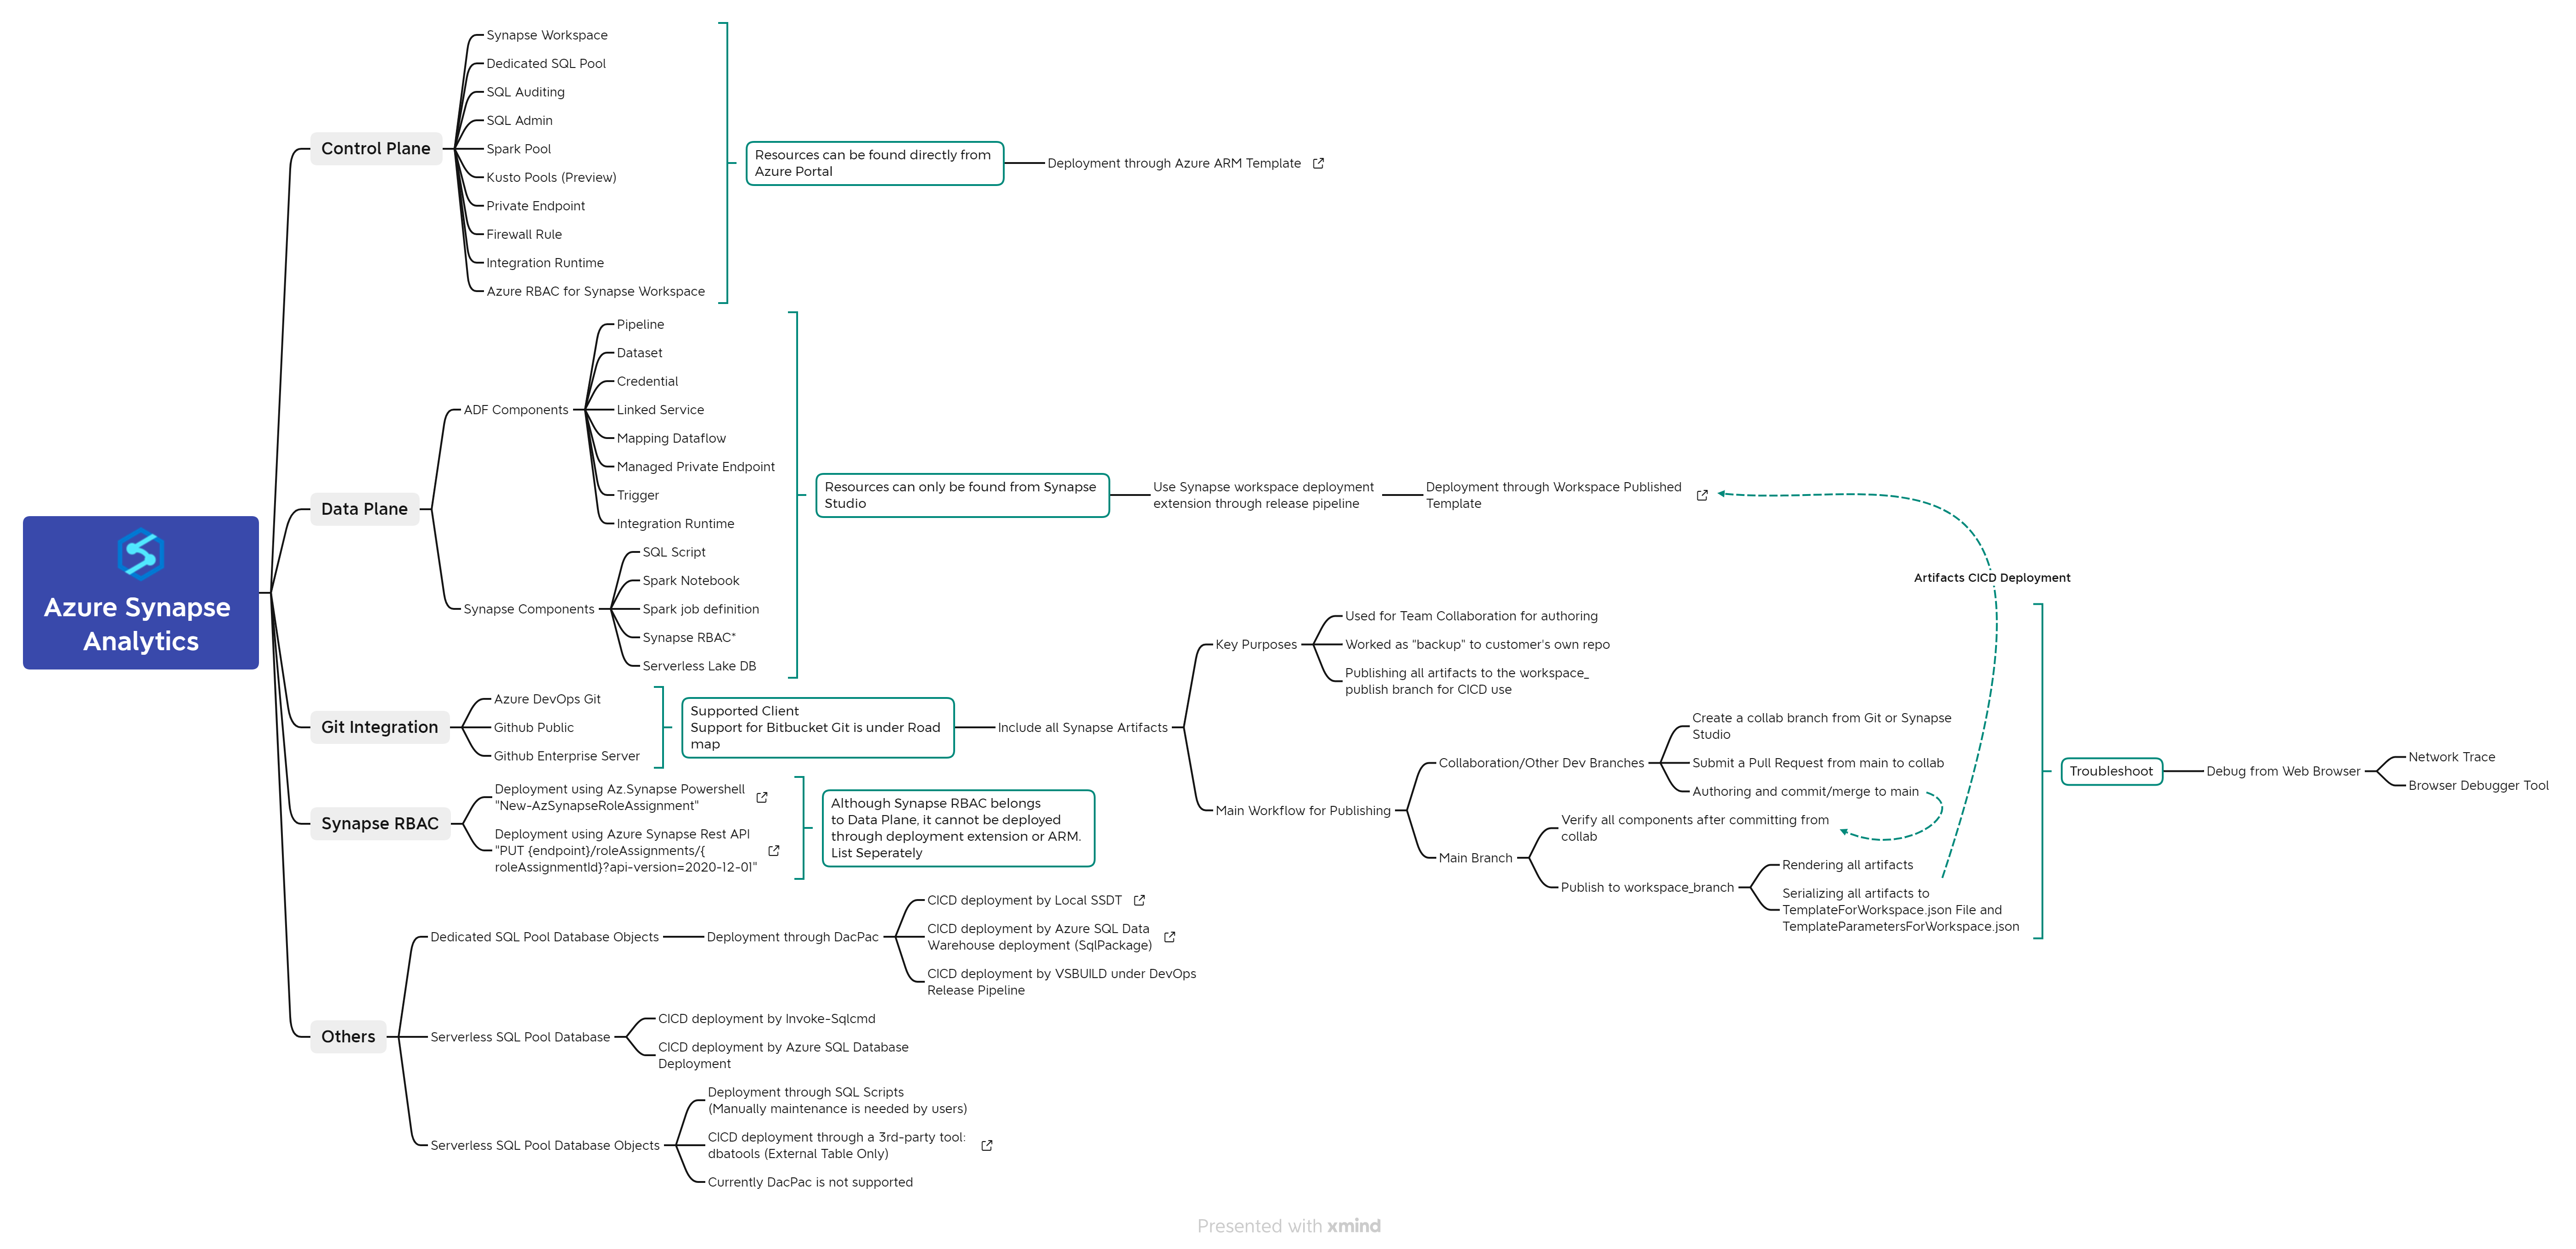 Azure Synapse
Analytics
Control Plane
Synapse Workspace
Dedicated SQL Pool
SQL Auditing
SQL Admin
Spark Pool
Kusto Pools (Preview)
Private Endpoint
Firewall Rule
Integration Runtime
Azure RBAC for Synapse Workspace
Resources can be found directly from
Azure Portal
Deployment through Azure ARM Template
Data Plane
ADF Components
Pipeline
Dataset
Credential
Linked Service
Mapping Dataflow
Managed Private Endpoint
Trigger
Integration Runtime
Synapse Components
SQL Script
Spark Notebook
Spark job definition
Synapse RBAC*
Serverless Lake DB
Resources can only be found from Synapse
Studio
Use Synapse workspace deployment
extension through release pipeline
Deployment through Workspace Published
Template
Artifacts CICD Deployment
Git Integration
Azure DevOps Git
Github Public
Github Enterprise Server
Supported Client
Support for Bitbucket Git is under Road
map
Include all Synapse Artifacts
Key Purposes
Used for Team Collaboration for authoring
Worked as "backup" to customer's own repo
Publishing all artifacts to the workspace_
publish branch for CICD use
Main Workflow for Publishing
Collaboration/Other Dev Branches
Create a collab branch from Git or Synapse
Studio
Submit a Pull Request from main to collab
Authoring and commit/merge to main
Main Branch
Verify all components after committing from
collab
Publish to workspace_branch
Rendering all artifacts
Serializing all artifacts to
TemplateForWorkspace.json File and
TemplateParametersForWorkspace.json
Troubleshoot
Debug from Web Browser
Network Trace
Browser Debugger Tool
Synapse RBAC
Deployment using Az.Synapse Powershell
"New-AzSynapseRoleAssignment"
Deployment using Azure Synapse Rest API
"PUT {endpoint}/roleAssignments/{
roleAssignmentId}?api-version=2020-12-01"
Although Synapse RBAC belongs
to Data Plane, it cannot be deployed
through deployment extension or ARM.
List Seperately
Others
Dedicated SQL Pool Database Objects
Deployment through DacPac
CICD deployment by Local SSDT
CICD deployment by Azure SQL Data
Warehouse deployment (SqlPackage)
CICD deployment by VSBUILD under DevOps
Release Pipeline
Serverless SQL Pool Database
CICD deployment by Invoke-Sqlcmd
CICD deployment by Azure SQL Database
Deployment
Serverless SQL Pool Database Objects
Deployment through SQL Scripts
(Manually maintenance is needed by users)
CICD deployment through a 3rd-party tool:
dbatools (External Table Only)
Currently DacPac is not supported
Presented with xmind